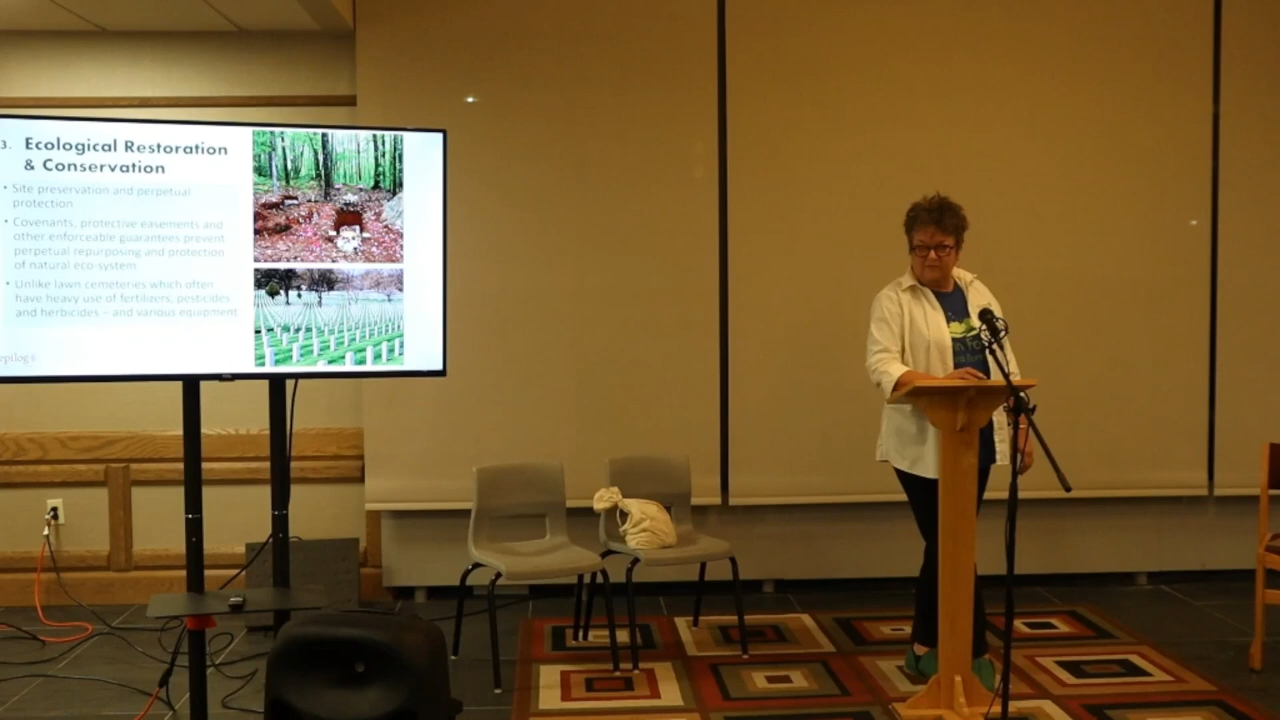 3. Ecological Restoration
& Conservation
• Site preservation and perpetual
protection
• Covenants, protective easements and
other enforceable guarantees prevent
perpetual repurposing and protection
of natural eco-system
• Unlike lawn cemeteries which often
have heavy use of fertilizers, pesticides
and herbicides – and various equipment
epilog